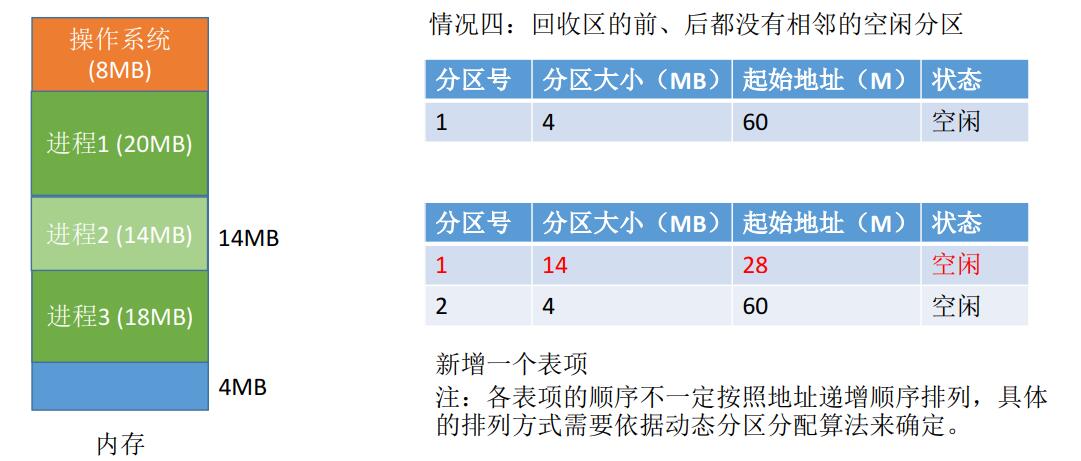 操作系统
(8MB)
进程1 (20MB)
进程2 (14MB)
14MB
进程3 (18MB)
4MB
内存
情况四：回收区的前、后都没有相邻的空闲分区
分区号 分区大小（MB） 起始地址（M） 状态
1 4 60 空闲
分区号 分区大小（MB） 起始地址（M） 状态
1 14 28 空闲
2 4 60 空闲
新增一个表项
注：各表项的顺序不一定按照地址递增顺序排列，具体
的排列方式需要依据动态分区分配算法来确定。